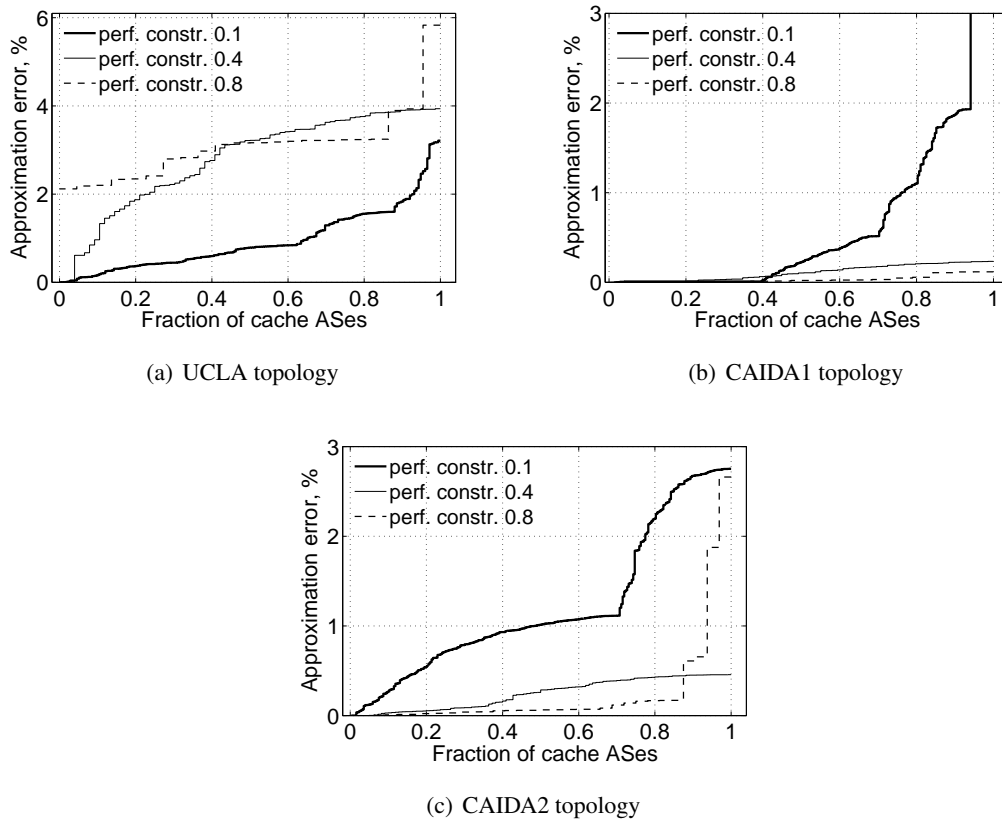 6
4
2
0
Approximation error, %
perf. constr. 0.1
perf. constr. 0.4
perf. constr. 0.8
0 0.2 0.4 0.6 0.8 1
Fraction of cache ASes
(a) UCLA topology
3
2
1
0
Approximation error, %
perf. constr. 0.1
perf. constr. 0.4
perf. constr. 0.8
0 0.2 0.4 0.6 0.8 1
Fraction of cache ASes
(b) CAIDA1 topology
3
2
1
0
Approximation error, %
perf. constr. 0.1
perf. constr. 0.4
perf. constr. 0.8
0 0.2 0.4 0.6 0.8 1
Fraction of cache ASes
(c) CAIDA2 topology